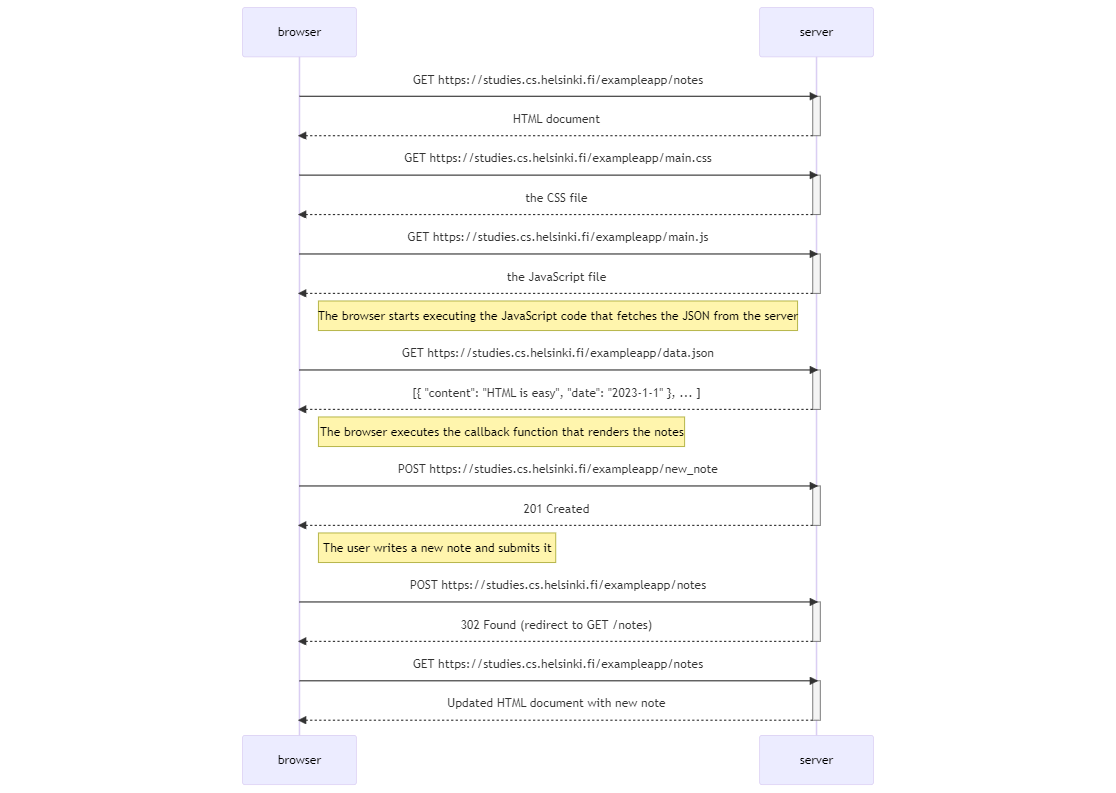 browser server
GET https://studies.cs.helsinki.fi/exampleapp/notes
HTML document
GET https://studies.cs.helsinki.fi/exampleapp/main.css
the CSS file
GET https://studies.cs.helsinki.fi/exampleapp/main.js
the JavaScript file
The browser starts executing the JavaScript code that fetches the JSON from the server
GET https://studies.cs.helsinki.fi/exampleapp/data.json
[{ "content": "HTML is easy", "date": "2023-1-1" }, ... ]
The browser executes the callback function that renders the notes
POST https://studies.cs.helsinki.fi/exampleapp/new_note
201 Created
The user writes a new note and submits it
POST https://studies.cs.helsinki.fi/exampleapp/notes
302 Found (redirect to GET /notes)
GET https://studies.cs.helsinki.fi/exampleapp/notes
Updated HTML document with new note
browser server